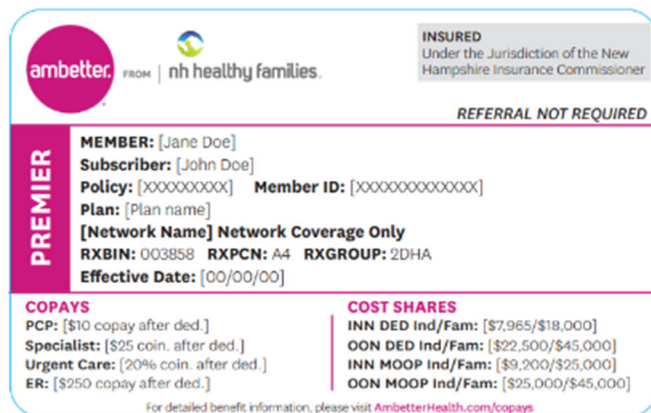 ambetter. FROM | nh healthy families.
INSURED
Under the Jurisdiction of the New
Hampshire Insurance Commissioner
REFERRAL NOT REQUIRED
PREMIER
MEMBER: [Jane Doe]
Subscriber: [John Doe]
Policy: [XXXXXXXXX] Member ID: [XXXXXXXXXXXXX]
Plan: [Plan name]
[Network Name] Network Coverage Only
RXBIN: 003858 RXPCN: A4 RXGROUP: 2DHA
Effective Date: [00/00/00]
COPAYS
PCP: [$10 copay after ded.]
Specialist: [$25 coin. after ded.]
Urgent Care: [20% coin. after ded.]
ER: [$250 copay after ded.]
COST SHARES
INN DED Ind/Fam: [$7,965/$18,000]
OON DED Ind/Fam: [$22,500/$45,000]
INN MOOP Ind/Fam: [$9,200/$25,000]
OON MOOP Ind/Fam: [$25,000/$45,000]
For detailed benefit information, please visit AmbetterHealth.com/copays